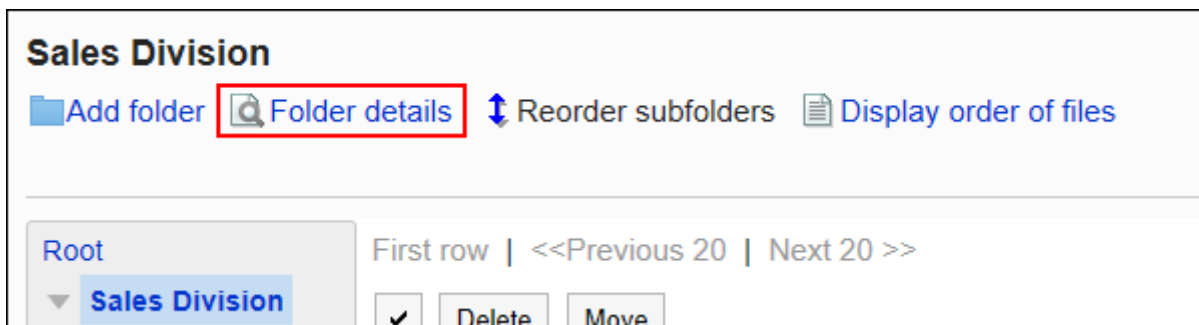 Sales Division
Add folder Folder details Reorder subfolders Display order of files
Root
First row | <<Previous 20 | Next 20 >>
Sales Division
Delete Move